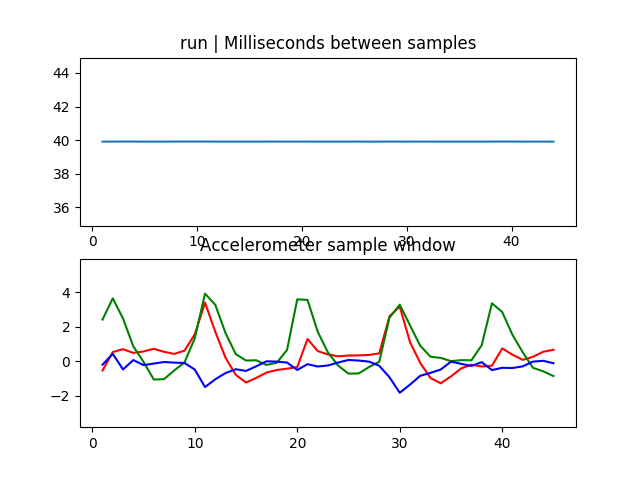 run | Milliseconds between samples
44
42
40
38
36
0 10 20 30 40
Accelerometer sample window
4
2
0
−2
0 10 20 30 40